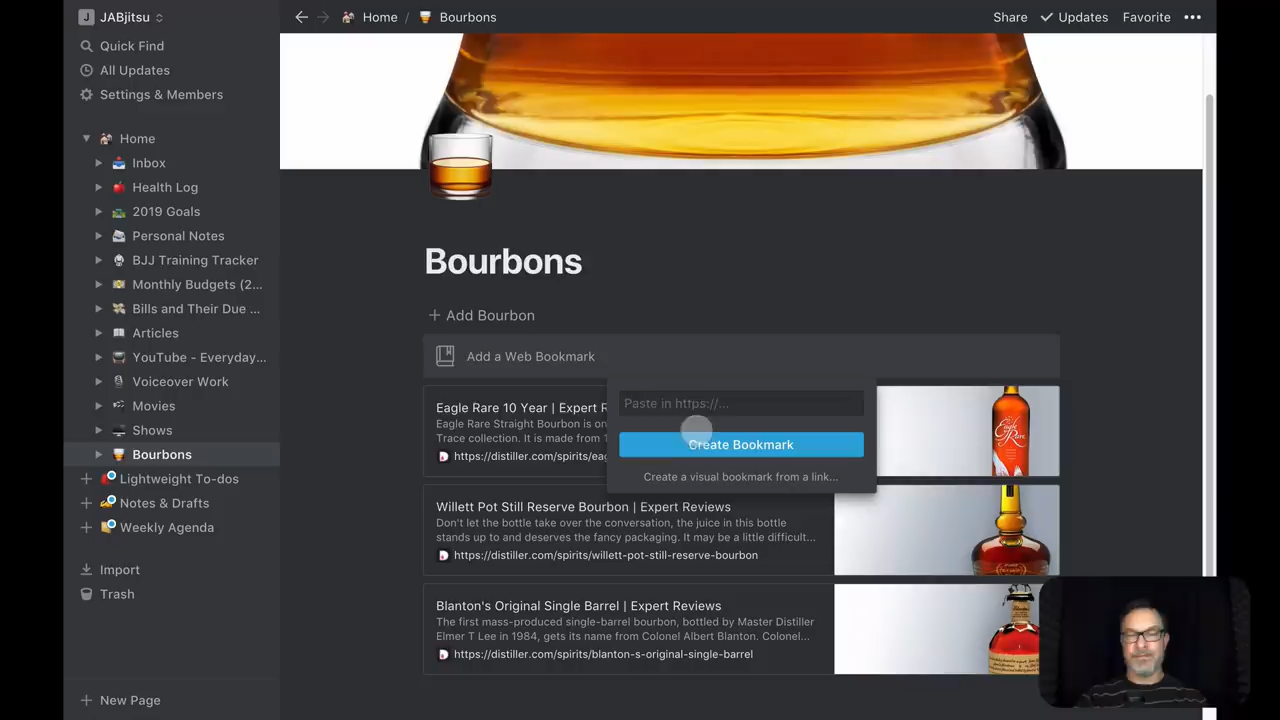 J JABjitsu
Quick Find
All Updates
Settings & Members
Home
Inbox
Health Log
2019 Goals
Personal Notes
BJJ Training Tracker
Monthly Budgets (2...
Bills and Their Due ...
Articles
YouTube - Everyday...
Voiceover Work
Movies
Shows
Bourbons
Lightweight To-dos
Notes & Drafts
Weekly Agenda
Import
Trash
New Page
Home / Bourbons
Share Updates Favorite •••
Bourbons
+ Add Bourbon
Add a Web Bookmark
Paste in https://...
Create Bookmark
Create a visual bookmark from a link...
Eagle Rare 10 Year | Expert R
Eagle Rare Straight Bourbon is on
Trace collection. It is made from
https://distiller.com/spirits/eag
Willett Pot Still Reserve Bourbon | Expert Reviews
Don't let the bottle take over the conversation, the juice in this bottle
stands up to and deserves the fancy packaging. It may be a little difficult...
https://distiller.com/spirits/willett-pot-still-reserve-bourbon
Blanton's Original Single Barrel | Expert Reviews
The first mass-produced single-barrel bourbon, bottled by Master Distiller
Elmer T Lee in 1984, gets its name from Colonel Albert Blanton. Colonel...
https://distiller.com/spirits/blanton-s-original-single-barrel